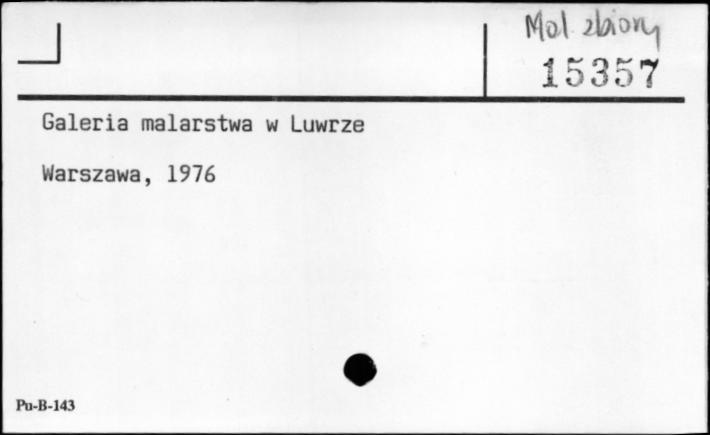 Mal. zbiory
15357
Galeria malarstwa w Luwrze
Warszawa, 1976
Pu-B-143